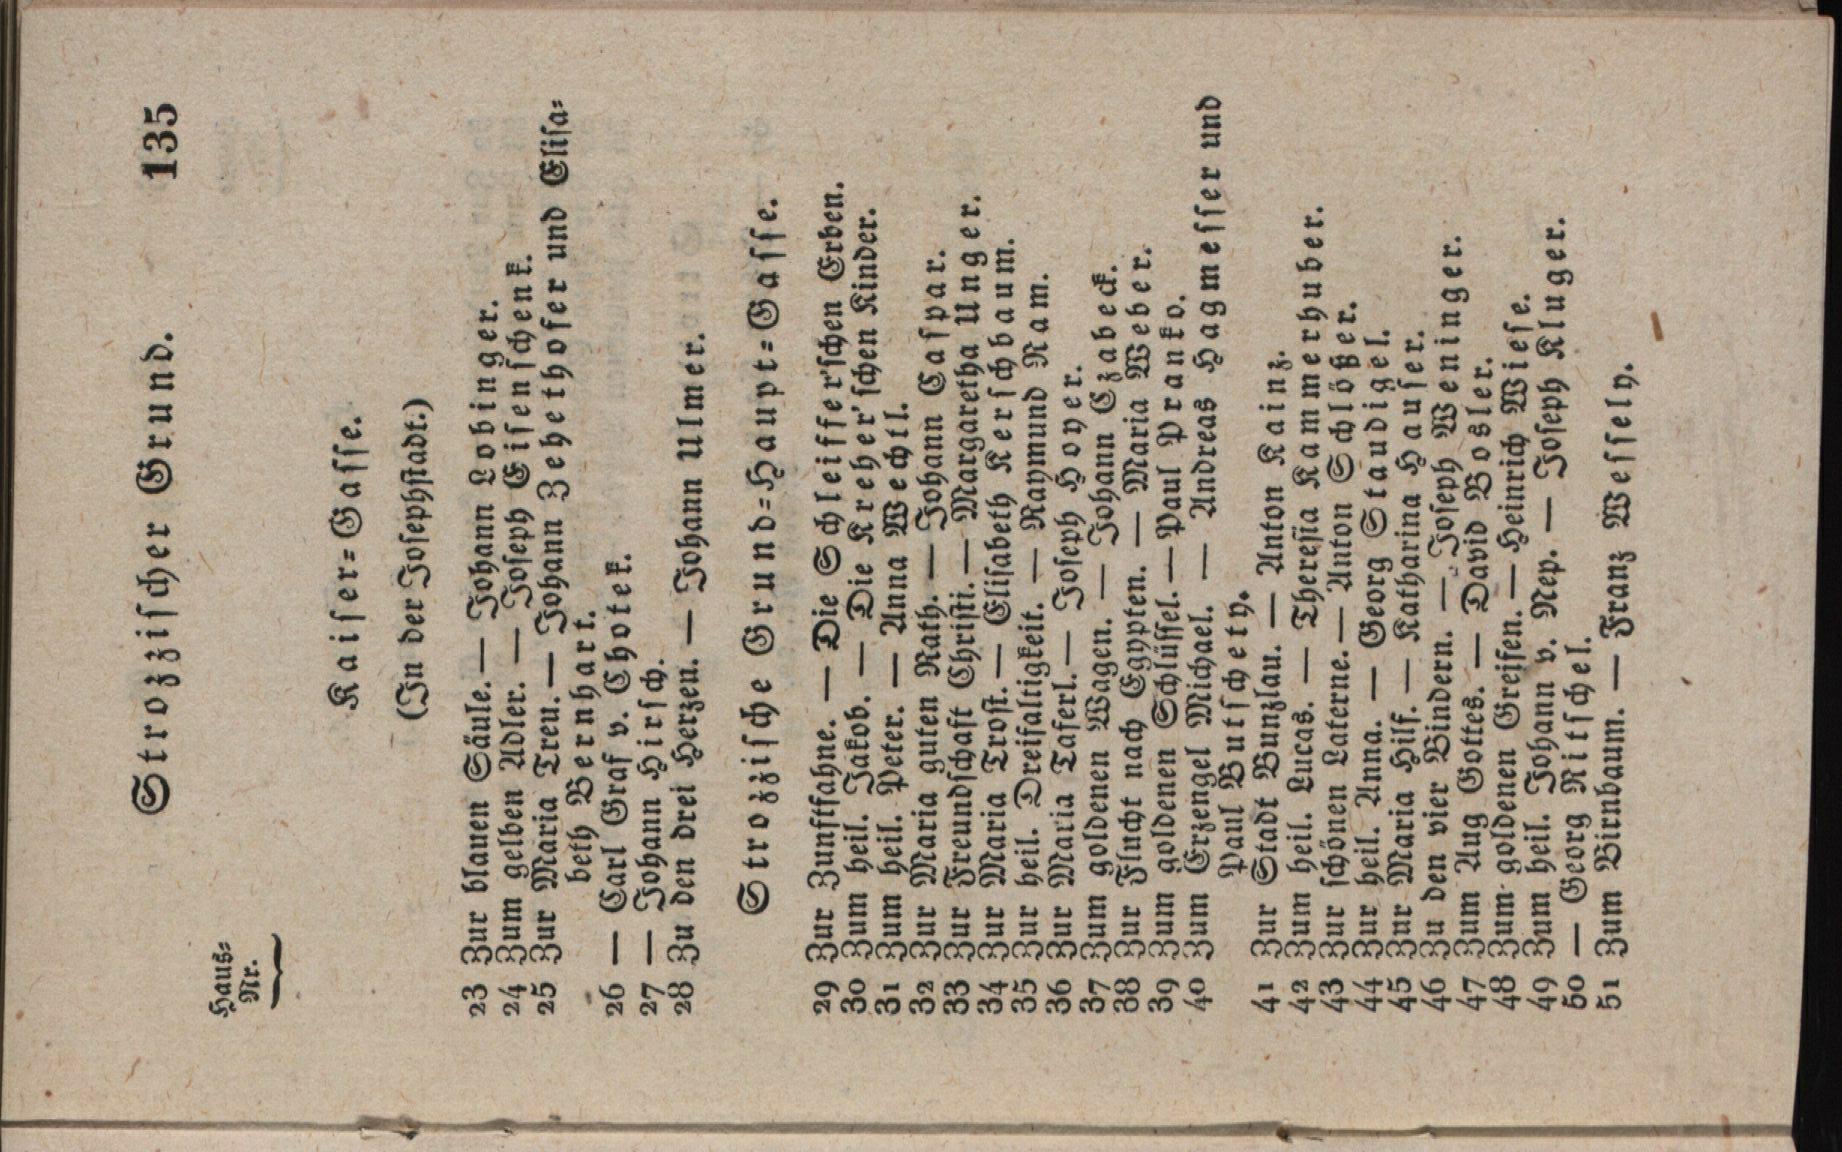 Strozzischer Grund. 135
Haus-
Nr.
Kaiser-Gasse.
(In der Josephstadt.)
23 Zur blauen Säule. — Johann Lobinger.
24 Zum gelben Adler. — Joseph Eisenschenk.
25 Zur Maria Treu. — Johann Zehethofer und Elisa-
beth Bernhart.
26 — Carl Graf v. Chotek.
27 — Johann Hirsch.
28 Zu den drei Herzen. — Johann Ulmer.
Strozzische Grund-Haupt-Gasse.
29 Zur Zunftfahne. — Die Schleiffer'schen Erben.
30 Zum heil. Jakob. — Die Kreher'schen Kinder.
31 Zum heil. Peter. — Anna Wechtl.
32 Zur Maria guten Rath. — Johann Caspar.
33 Zur Freundschaft Christi. — Margaretha Unger.
34 Zur Maria Trost. — Elisabeth Kerschbaum.
35 Zur heil. Dreifaltigkeit. — Raymund Ram.
36 Zur Maria Taferl. — Joseph Hoyer.
37 Zum goldenen Wagen. — Johann Czabeck.
38 Zur Flucht nach Egypten. — Maria Weber.
39 Zum goldenen Schlüssel. — Paul Pranko.
40 Zum Erzengel Michael. — Andreas Hagmesser und
Paul Butschety.
41 Zur Stadt Bunzlau. — Anton Kainz.
42 Zum heil. Lucas. — Theresia Kammerhuber.
43 Zur schönen Laterne. — Anton Schlößer.
44 Zur heil. Anna. — Georg Staudigel.
45 Zur Maria Hilf. — Katharina Hauser.
46 Zu den vier Windern. — Joseph Weninger.
47 Zum Aug Gottes. — David Bosler.
48 Zum goldenen Greifen. — Heinrich Wiese.
49 Zum heil. Johann v. Nep. — Joseph Kluger.
50 — Georg Ritschel.
51 Zum Birnbaum. — Franz Wessely.